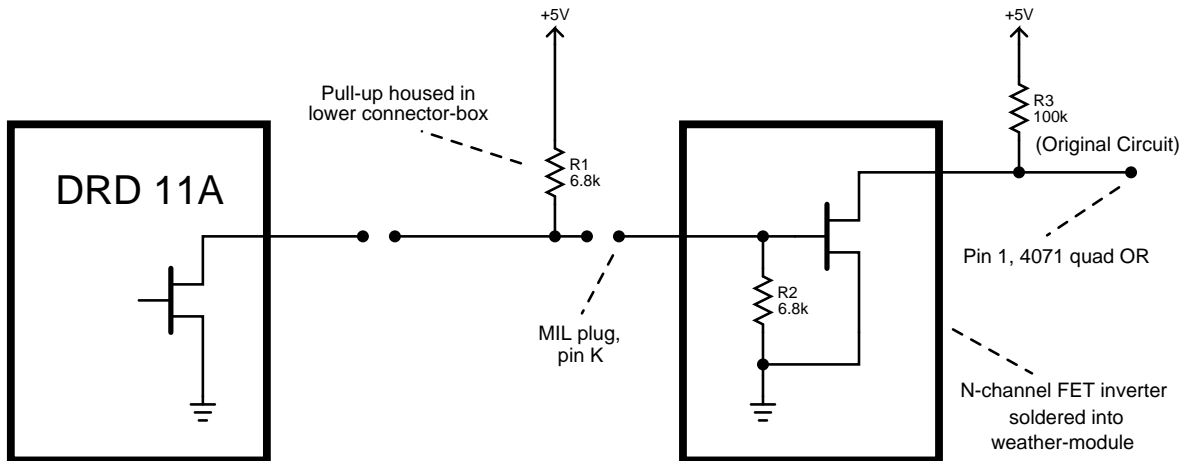 +5V
+5V
Pull-up housed in
lower connector-box
R3
100k
(Original Circuit)
R1
6.8k
DRD 11A
Pin 1, 4071 quad OR
R2
6.8k
MIL plug,
pin K
N-channel FET inverter
soldered into
weather-module